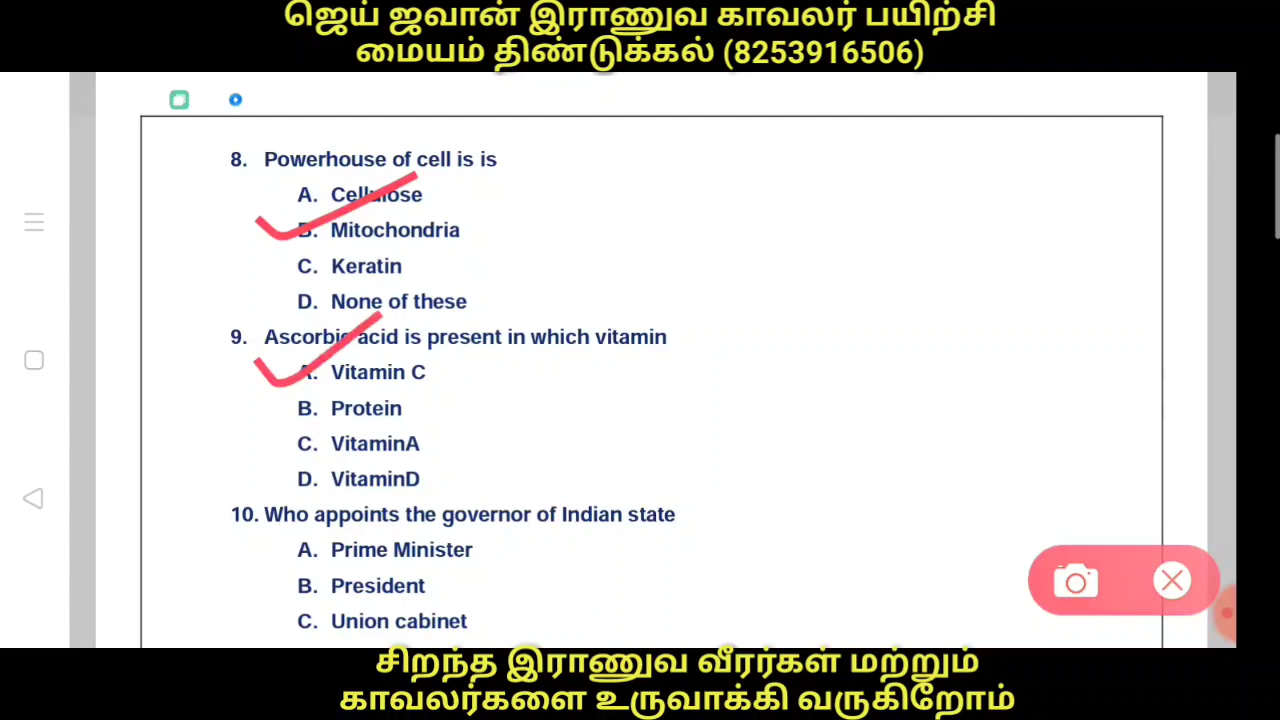 ஜெய் ஜவான் இராணுவ காவலர் பயிற்சி
மையம் திண்டுக்கல் (8253916506)
8. Powerhouse of cell is is
A. Cellulose
B. Mitochondria
C. Keratin
D. None of these
9. Ascorbic acid is present in which vitamin
A. Vitamin C
B. Protein
C. VitaminA
D. VitaminD
10. Who appoints the governor of Indian state
A. Prime Minister
B. President
C. Union cabinet
சிறந்த இராணுவ வீரர்கள் மற்றும்
காவலர்களை உருவாக்கி வருகிறோம்